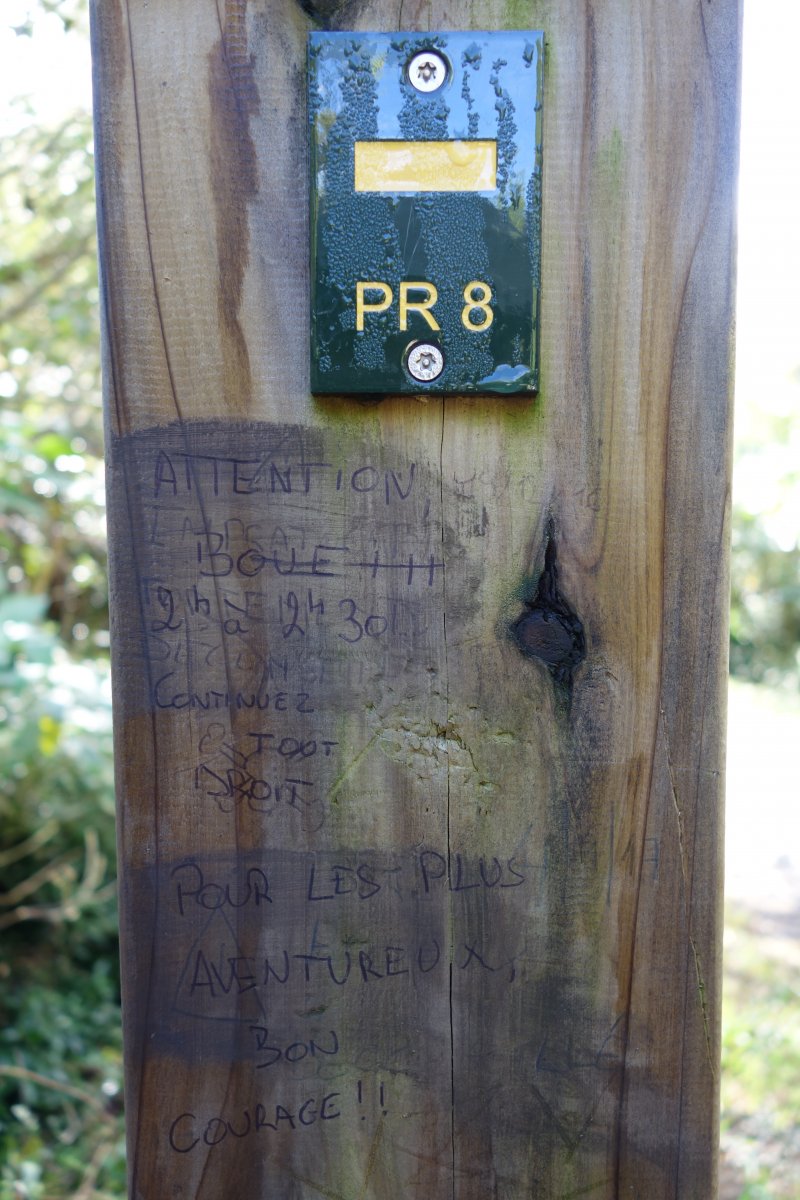 PR 8
ATTENTION,
BOUE !!!
2h à 2h30
CONTINUEZ
TOUT
DROIT
POUR LES PLUS
AVENTUREUX,
BON
COURAGE !!